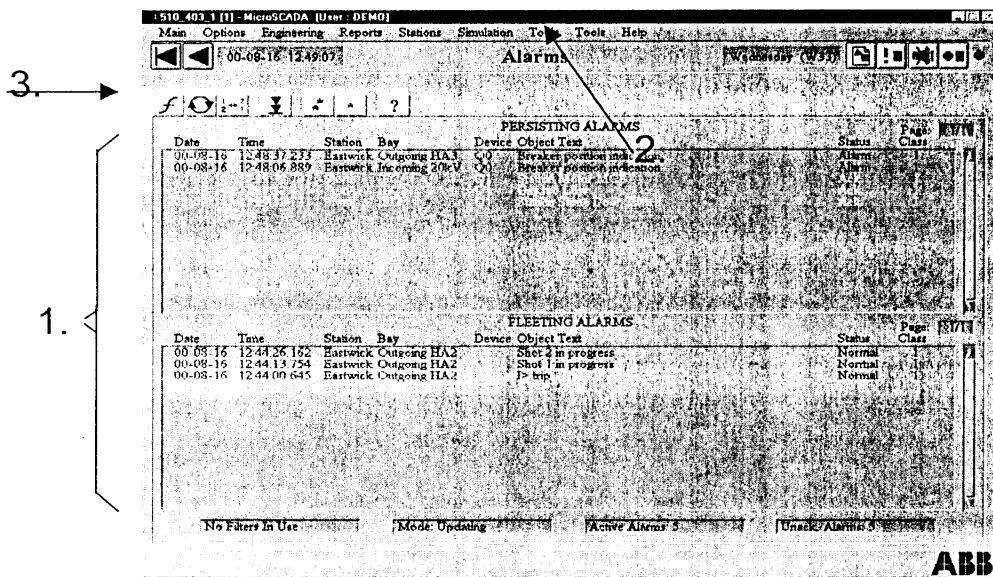 510_403_1 [1] - MicroSCADA [User : DEMO]
Main Options Engineering Reports Stations Simulation Tools Help
00-08-16 12:49:07 Alarms Wednesday (W33)
3.
f ?
PERSISTING ALARMS Page:
Date Time Station Bay Device Object Text Status Class
00-08-16 12:48:37.233 Eastwick Outgoing HA3 Q0 Breaker position indication Alarm 1
00-08-16 12:48:06.889 Eastwick Incoming 20kV Q0 Breaker position indication Alarm
2
1.
FLEETING ALARMS Page:
Date Time Station Bay Device Object Text Status Class
00-08-16 12:44:26.162 Eastwick Outgoing HA2 Shot 2 in progress Normal 1
00-08-16 12:44:13.754 Eastwick Outgoing HA2 Shot 1 in progress Normal
00-08-16 12:44:00.645 Eastwick Outgoing HA2 I> trip Normal 1
No Filters In Use Mode: Updating Active Alarms: 5 Unack. Alarms: 5
ABB